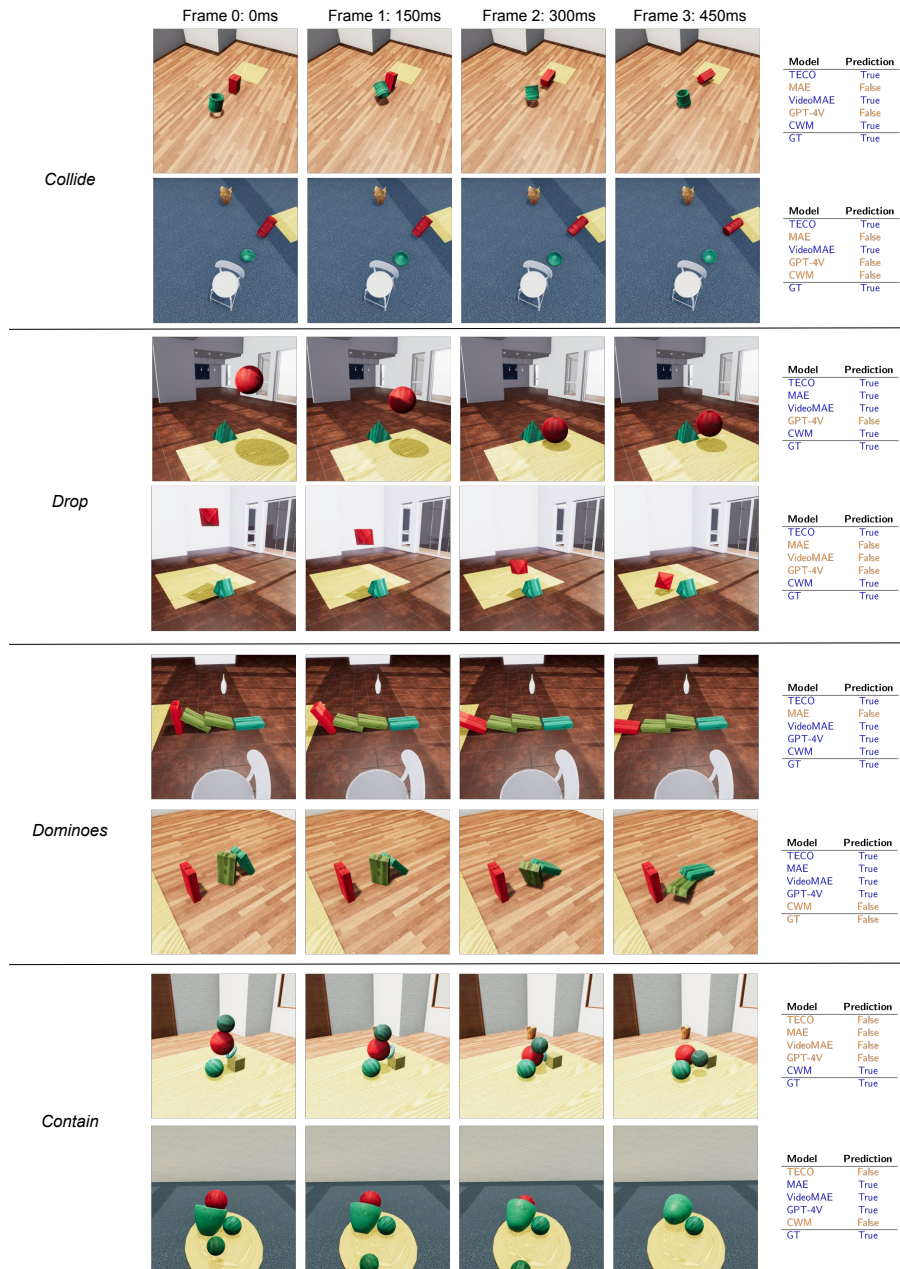 Frame 0: 0ms Frame 1: 150ms Frame 2: 300ms Frame 3: 450ms
Collide
Model Prediction
TECO True
MAE False
VideoMAE True
GPT-4V False
CWM True
GT True
Model Prediction
TECO True
MAE False
VideoMAE True
GPT-4V False
CWM False
GT True
Drop
Model Prediction
TECO True
MAE True
VideoMAE True
GPT-4V False
CWM True
GT True
Model Prediction
TECO True
MAE False
VideoMAE False
GPT-4V False
CWM True
GT True
Dominoes
Model Prediction
TECO True
MAE False
VideoMAE True
GPT-4V True
CWM True
GT True
Model Prediction
TECO True
MAE True
VideoMAE True
GPT-4V True
CWM False
GT False
Contain
Model Prediction
TECO False
MAE False
VideoMAE False
GPT-4V False
CWM True
GT True
Model Prediction
TECO False
MAE True
VideoMAE True
GPT-4V True
CWM False
GT True